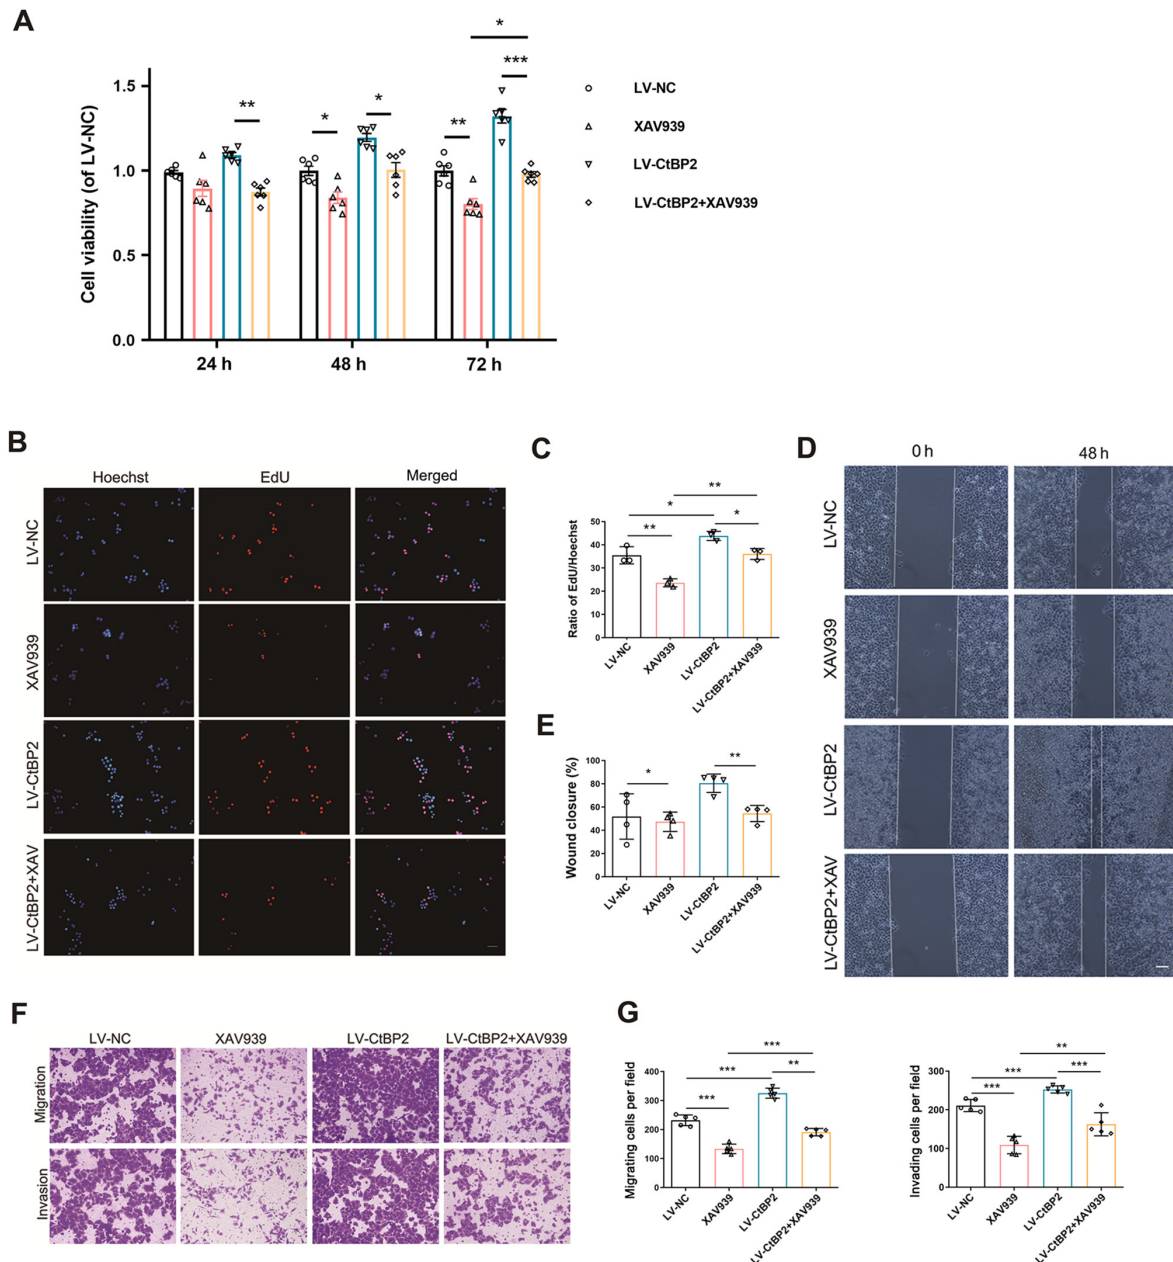 A
Cell viability (of LV-NC)
1.5
1.0
0.5
0.0
**
*
*
**
***
*
24 h
48 h
72 h
LV-NC
XAV939
LV-CtBP2
LV-CtBP2+XAV939
B
Hoechst
EdU
Merged
LV-NC
XAV939
LV-CtBP2
LV-CtBP2+XAV
C
Ratio of EdU/Hoechst
50
40
30
20
10
0
**
*
**
*
LV-NC
XAV939
LV-CtBP2
LV-CtBP2+XAV939
D
0 h
48 h
LV-NC
XAV939
LV-CtBP2
LV-CtBP2+XAV
E
Wound closure (%)
100
80
60
40
20
0
*
**
LV-NC
XAV939
LV-CtBP2
LV-CtBP2+XAV939
F
LV-NC
XAV939
LV-CtBP2
LV-CtBP2+XAV939
Migration
Invasion
G
Migrating cells per field
400
300
200
100
0
***
***
***
**
LV-NC
XAV939
LV-CtBP2
LV-CtBP2+XAV939
Invading cells per field
300
200
100
0
***
***
**
***
LV-NC
XAV939
LV-CtBP2
LV-CtBP2+XAV939